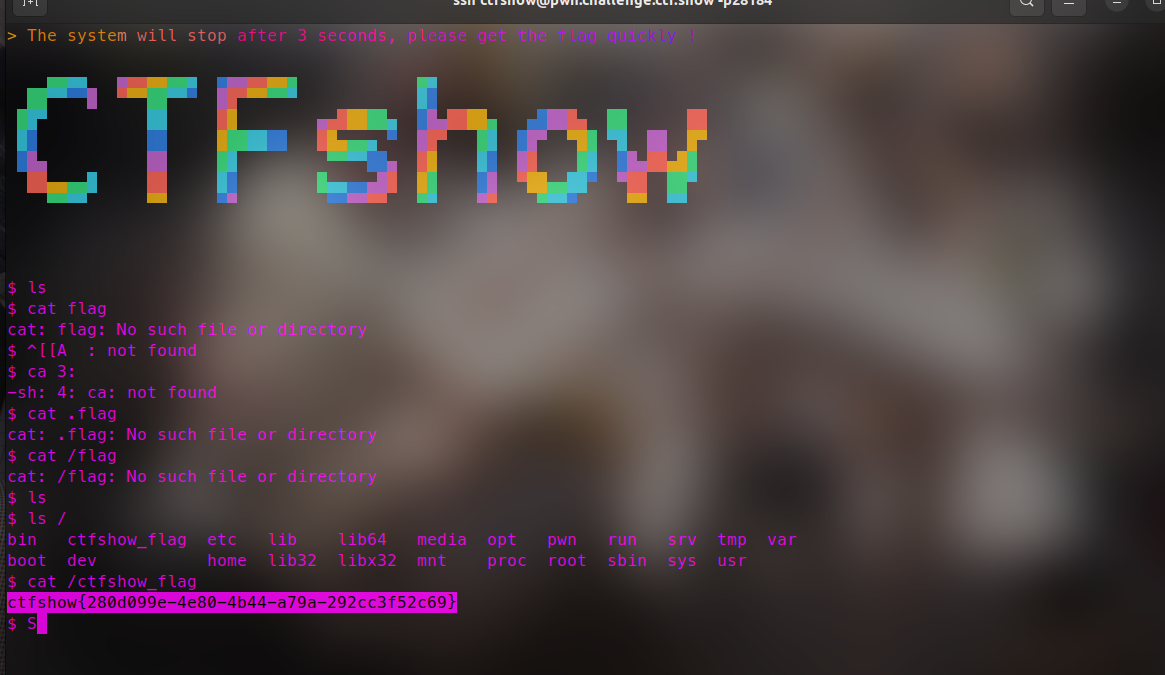 ssh ctfshow@pwn.challenge.ctf.show -p28184
> The system will stop after 3 seconds, please get the flag quickly !
CTFshow
$ ls
$ cat flag
cat: flag: No such file or directory
$ ^[[A  : not found
$ ca 3:
-sh: 4: ca: not found
$ cat .flag
cat: .flag: No such file or directory
$ cat /flag
cat: /flag: No such file or directory
$ ls
$ ls /
bin   ctfshow_flag  etc   lib    lib64   media  opt   pwn   run   srv  tmp  var
boot  dev           home  lib32  libx32  mnt    proc  root  sbin  sys  usr
$ cat /ctfshow_flag
ctfshow{280d099e-4e80-4b44-a79a-292cc3f52c69}
$ S